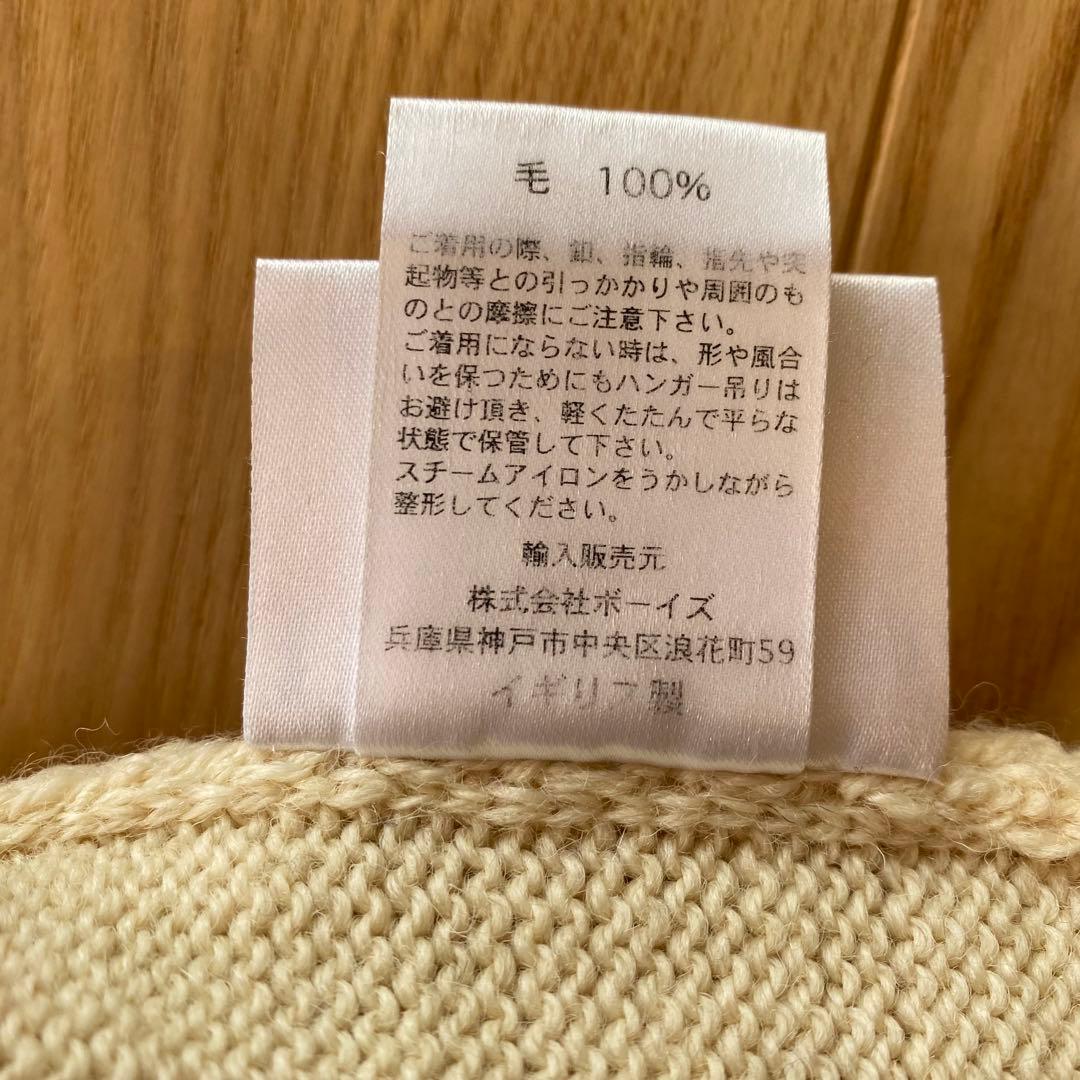 毛 100%
ご着用の際、釦、指輪、指先や突
起物等との引っかかりや周囲のも
のとの摩擦にご注意下さい。
ご着用にならない時は、形や風合
いを保つためにもハンガー吊りは
お避け頂き、軽くたたんで平らな
状態で保管して下さい。
スチームアイロンをうかしながら
整形してください。
輸入販売元
株式会社ボーイズ
兵庫県神戸市中央区浪花町59
イギリス製